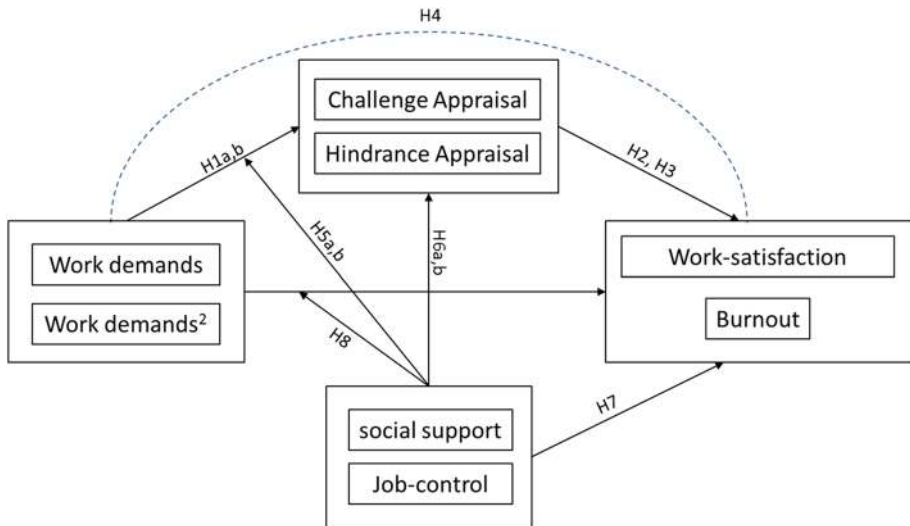 H4
Challenge Appraisal
Hindrance Appraisal
H1a,b
H2, H3
H5a,b
H6a,b
Work demands
Work demands²
Work-satisfaction
Burnout
H8
H7
social support
Job-control